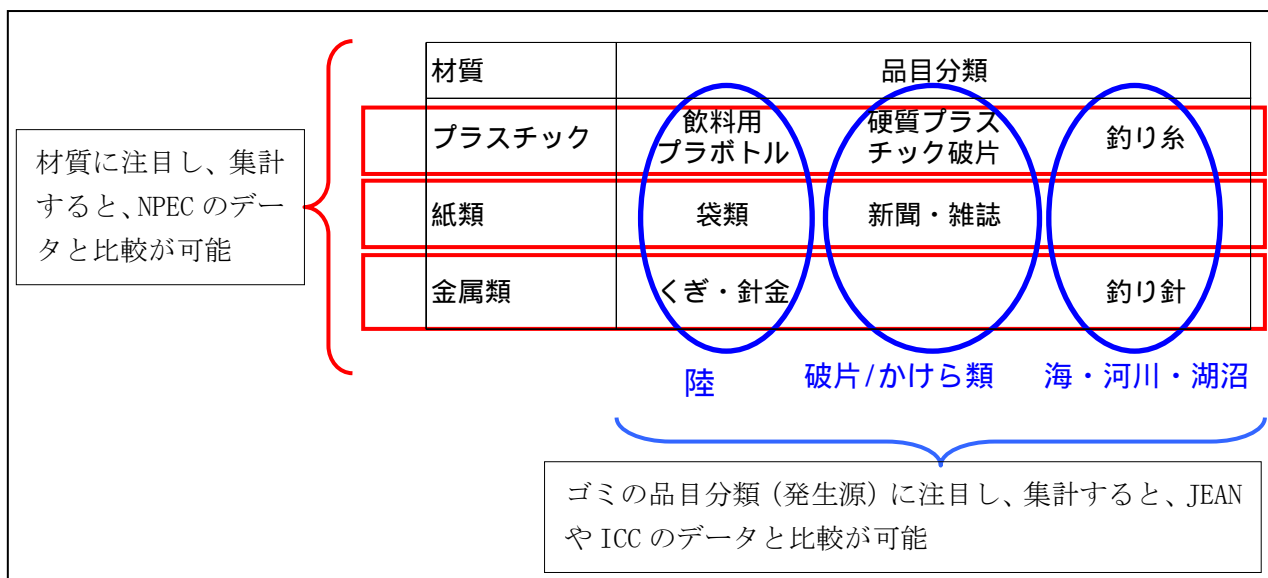 材質に注目し、集計
すると、NPEC のデー
タと比較が可能
材質 品目分類
プラスチック 飲料用
プラボトル 硬質プラス
チック破片 釣り糸
紙類 袋類 新聞・雑誌
金属類 くぎ・針金 釣り針
陸 破片/かけら類 海・河川・湖沼
ゴミの品目分類（発生源）に注目し、集計すると、JEAN
や ICC のデータと比較が可能